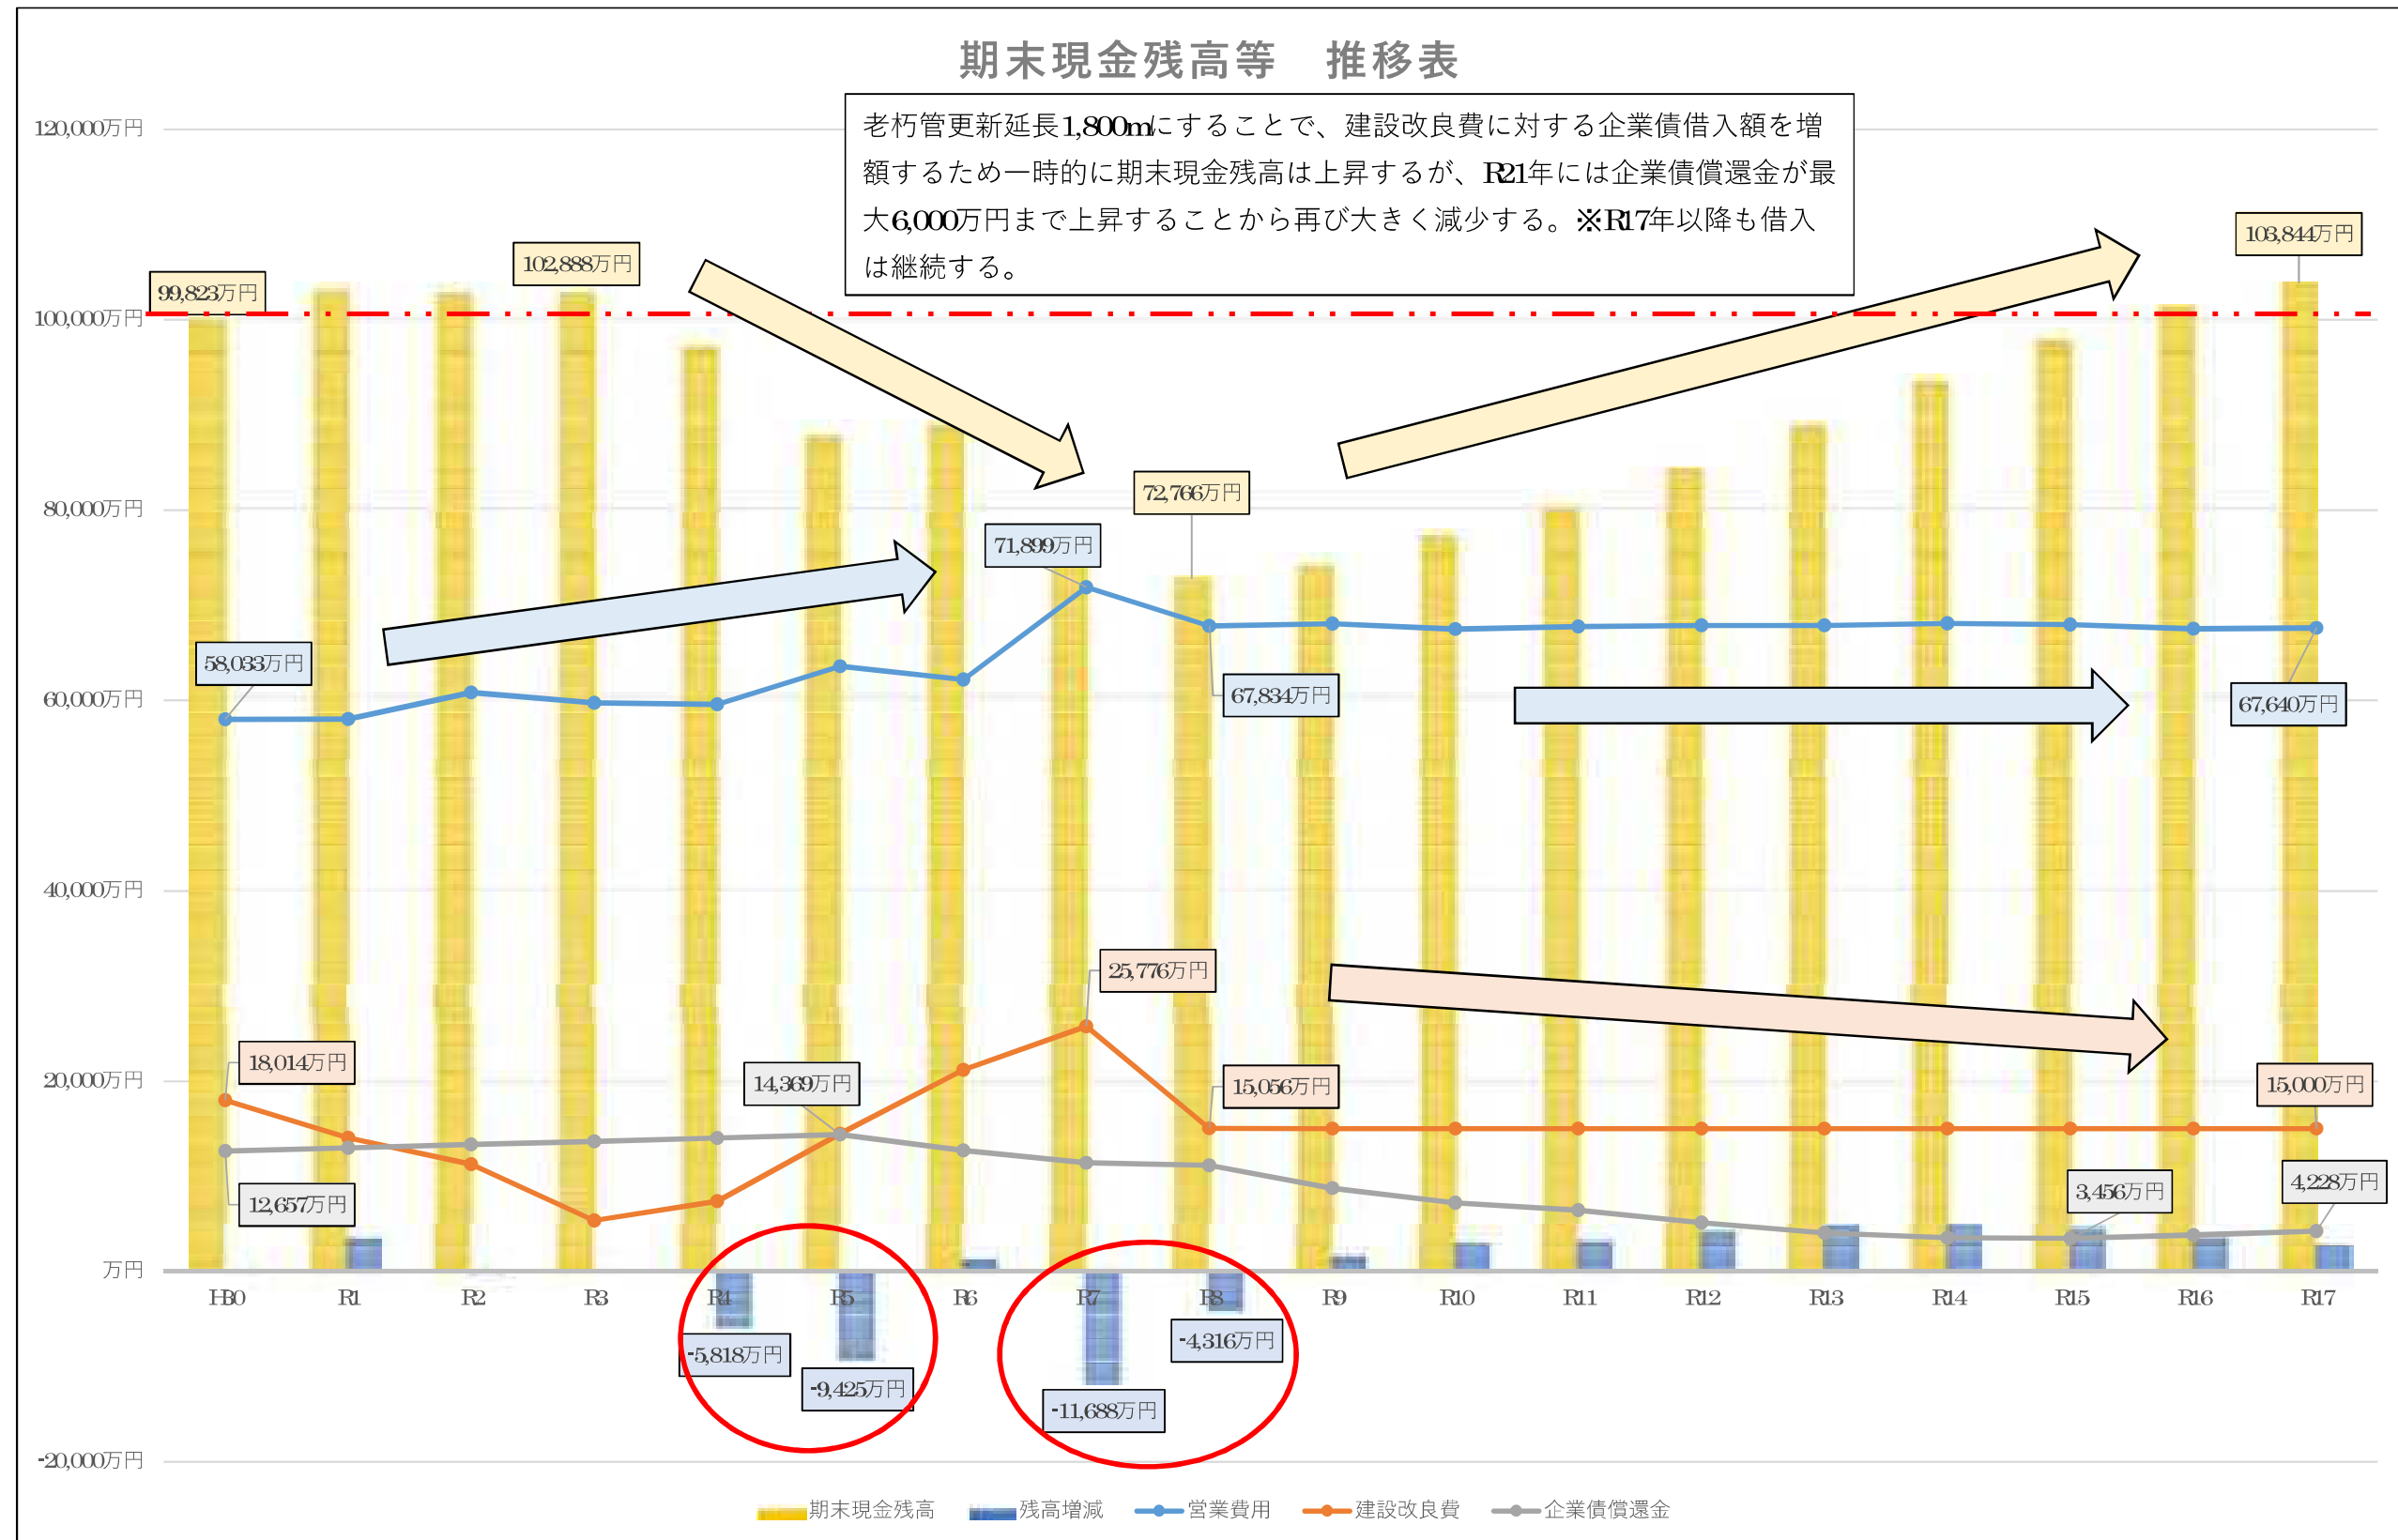 期末現金残高等　推移表
老朽管更新延長1,800mにすることで、建設改良費に対する企業債借入額を増
額するため一時的に期末現金残高は上昇するが、R21年には企業債償還金が最
大6,000万円まで上昇することから再び大きく減少する。※R17年以降も借入
は継続する。
120,000万円
100,000万円
80,000万円
60,000万円
40,000万円
20,000万円
万円
-20,000万円
99,823万円
102,888万円
72,766万円
103,844万円
58,033万円
71,899万円
67,834万円
67,640万円
18,014万円
25,776万円
15,056万円
15,000万円
12,657万円
14,369万円
3,456万円
4,228万円
H30 R1 R2 R3 R4 R5 R6 R7 R8 R9 R10 R11 R12 R13 R14 R15 R16 R17
-5,818万円
-9,425万円
-11,688万円
-4,316万円
期末現金残高 残高増減 営業費用 建設改良費 企業債償還金